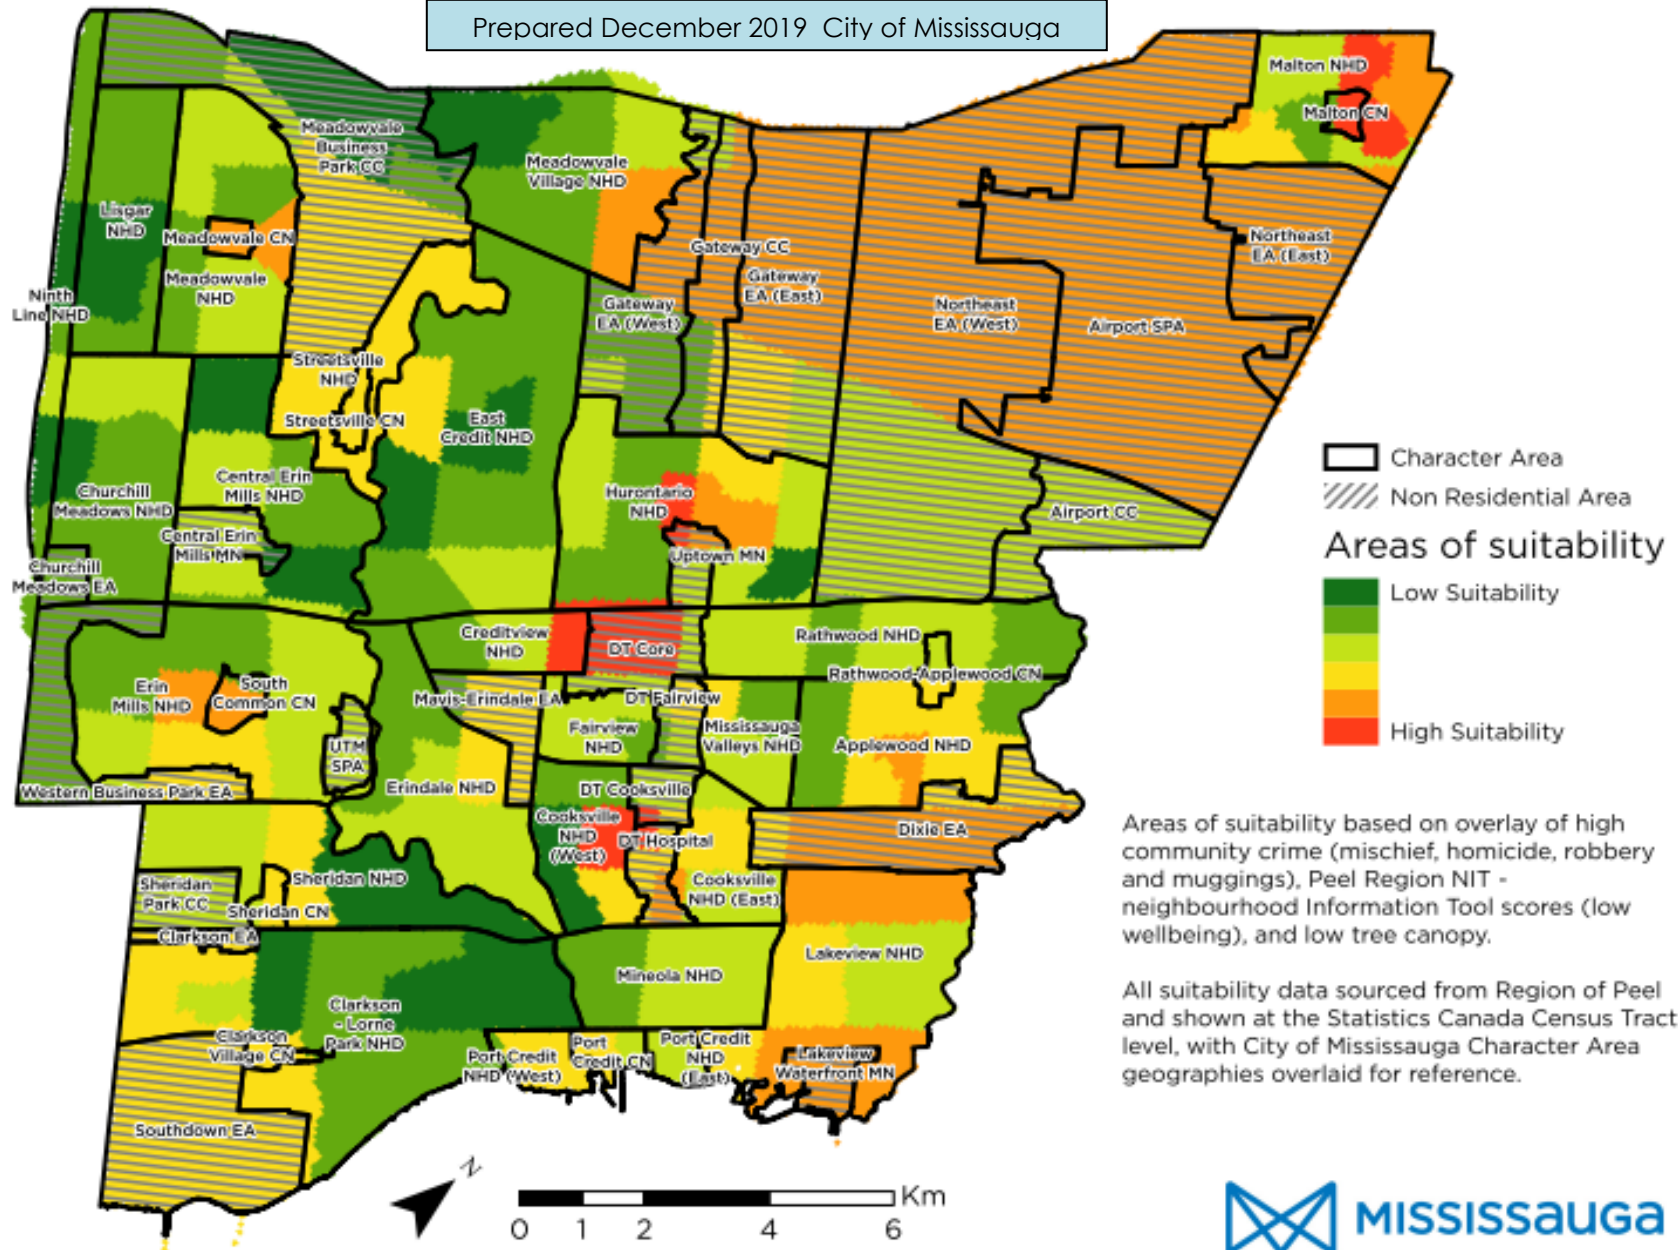 Prepared December 2019  City of Mississauga
Malton NHD
Malton CN
Meadowvale
Business
Park CC
Meadowvale
Village NHD
Lisgar
NHD
Meadowvale CN
Meadowvale
NHD
Ninth
Line NHD
Gateway CC
Gateway
EA (East)
Gateway
EA (West)
Northeast
EA (West)
Airport SPA
Northeast
EA (East)
Streetsville
NHD
Streetsville CN
East
Credit NHD
Central Erin
Mills NHD
Churchill
Meadows NHD
Central Erin
Mills MN
Churchill
Meadows EA
Hurontario
NHD
Uptown MN
Airport CC
Creditview
NHD
DT Core
Rathwood NHD
Rathwood-Applewood CN
Erin
Mills NHD
South
Common CN
Mavis-Erindale EA
DT Fairview
Fairview
NHD
Mississauga
Valleys NHD
Applewood NHD
UTM
SPA
Western Business Park EA
Erindale NHD
DT Cooksville
Cooksville
NHD
(West)
DT Hospital
Dixie EA
Sheridan NHD
Sheridan
Park CC
Sheridan CN
Cooksville
NHD (East)
Clarkson EA
Lakeview NHD
Mineola NHD
Clarkson
- Lorne
Park NHD
Clarkson
Village CN
Port Credit
NHD (West)
Port
Credit CN
Port Credit
NHD
(East)
Lakeview
Waterfront MN
Southdown EA
Character Area
Non Residential Area
Areas of suitability
Low Suitability
High Suitability
Areas of suitability based on overlay of high
community crime (mischief, homicide, robbery
and muggings), Peel Region NIT -
neighbourhood Information Tool scores (low
wellbeing), and low tree canopy.
All suitability data sourced from Region of Peel
and shown at the Statistics Canada Census Tract
level, with City of Mississauga Character Area
geographies overlaid for reference.
N
Km
0 1 2 4 6
MISSISSauGa